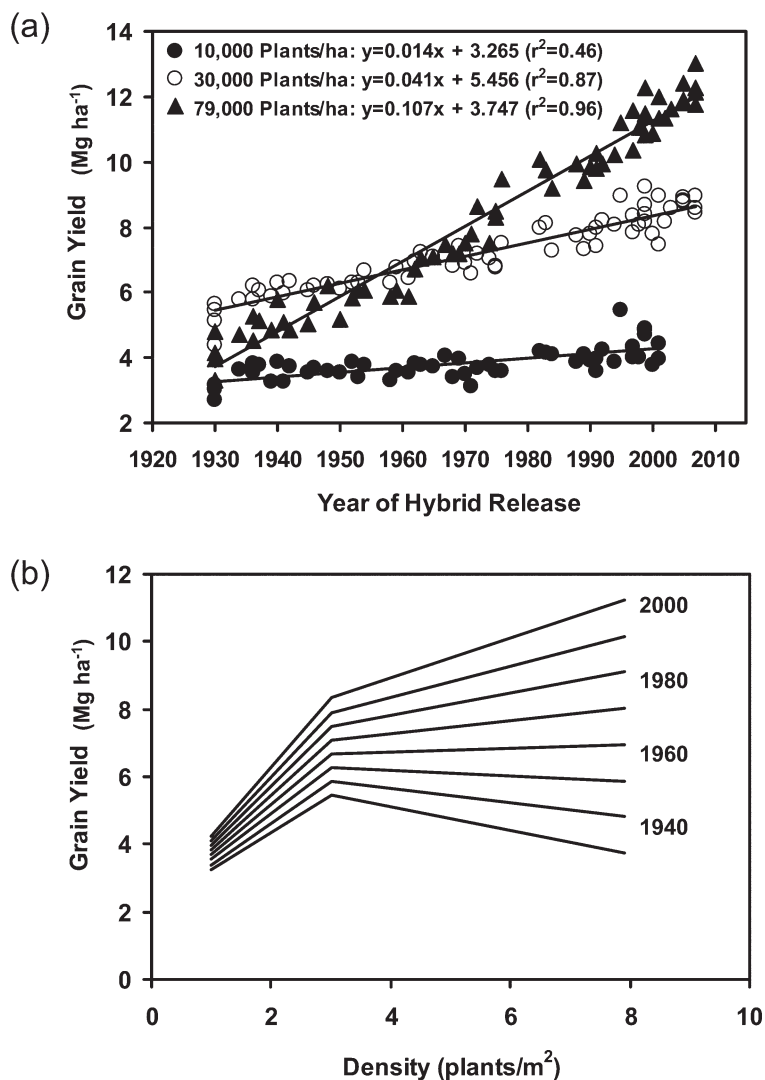 (a)
14
12
10
8
6
4
2
Grain Yield (Mg ha⁻¹)
10,000 Plants/ha: y=0.014x + 3.265 (r²=0.46)
30,000 Plants/ha: y=0.041x + 5.456 (r²=0.87)
79,000 Plants/ha: y=0.107x + 3.747 (r²=0.96)
1920 1930 1940 1950 1960 1970 1980 1990 2000 2010
Year of Hybrid Release
(b)
12
10
8
6
4
2
0
Grain Yield (Mg ha⁻¹)
2000
1980
1960
1940
0 2 4 6 8 10
Density (plants/m²)